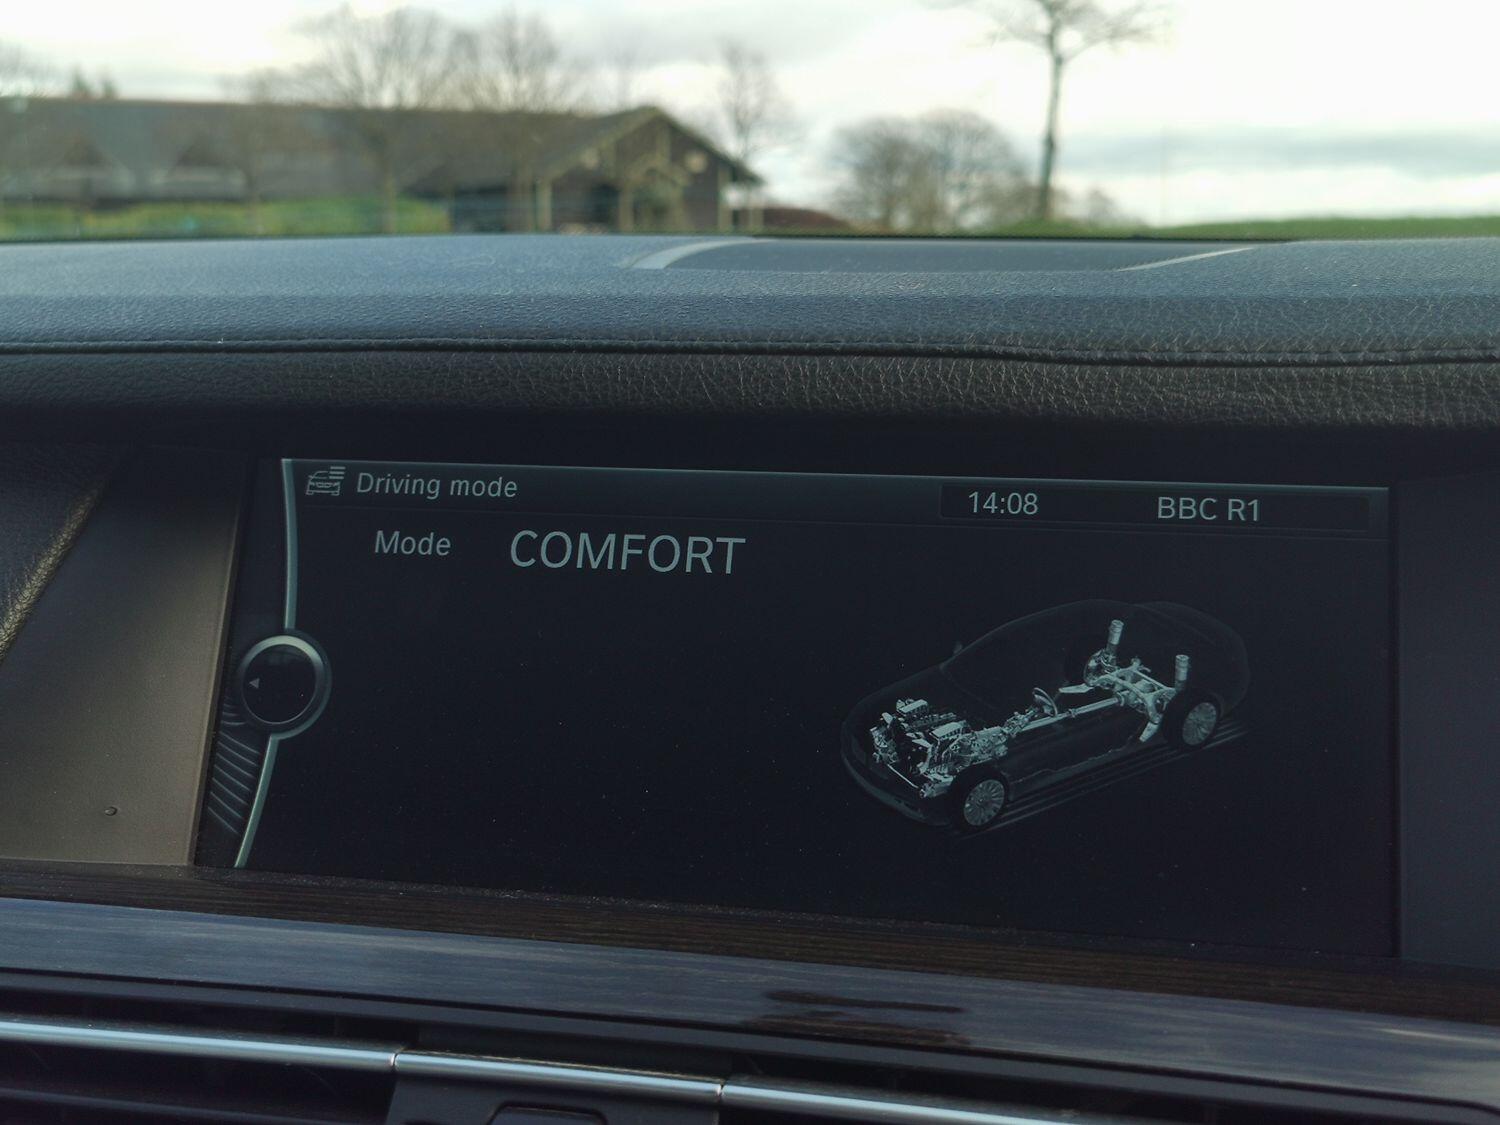 Driving mode 14:08 BBC R1
Mode COMFORT